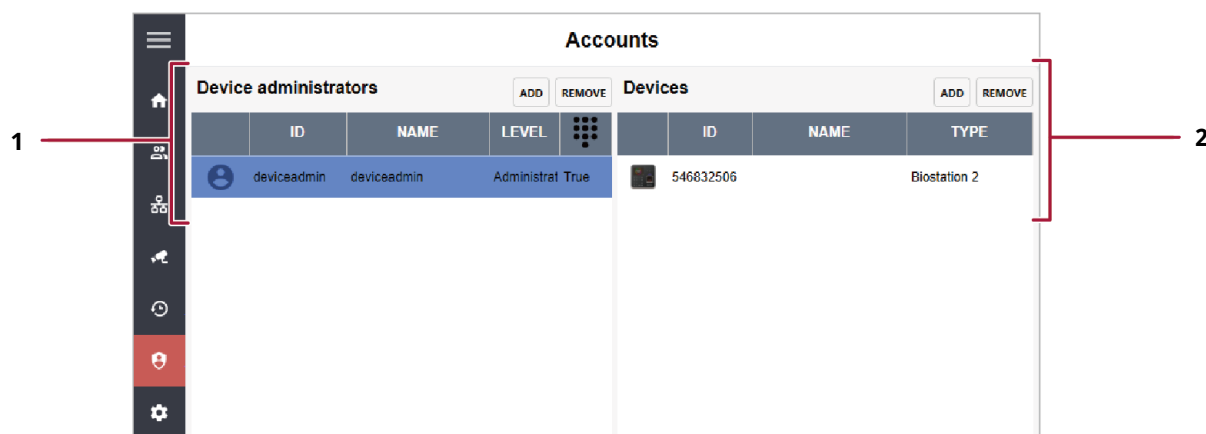 Accounts
Device administrators ADD REMOVE
ID NAME LEVEL
deviceadmin deviceadmin Administrat True
Devices ADD REMOVE
ID NAME TYPE
546832506 Biostation 2
1
2